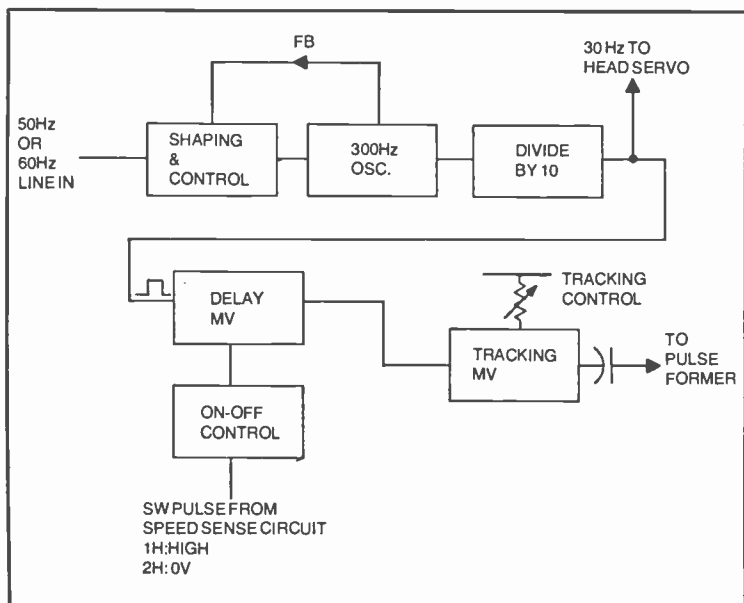 FB
30 Hz TO
HEAD SERVO
50Hz
OR
60Hz
LINE IN
SHAPING
&
CONTROL
300Hz
OSC.
DIVIDE
BY 10
DELAY
MV
TRACKING
CONTROL
TRACKING
MV
TO
PULSE
FORMER
ON-OFF
CONTROL
SW PULSE FROM
SPEED SENSE CIRCUIT
1H:HIGH
2H:0V